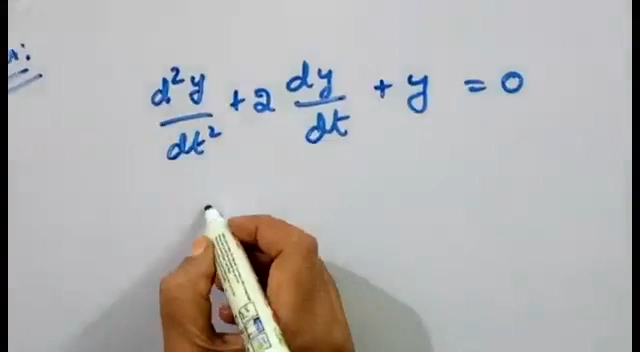 d²y/dt² + 2 dy/dt + y = 0